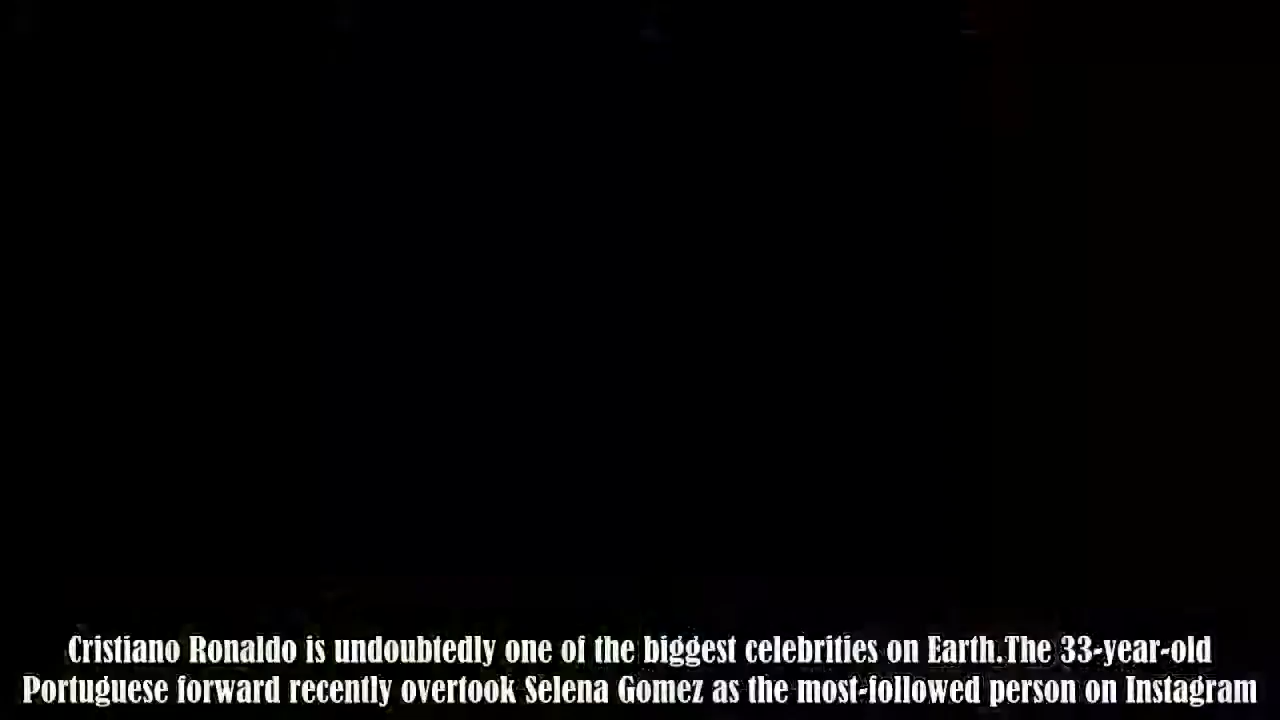 Cristiano Ronaldo is undoubtedly one of the biggest celebrities on Earth.The 33-year-old
Portuguese forward recently overtook Selena Gomez as the most-followed person on Instagram